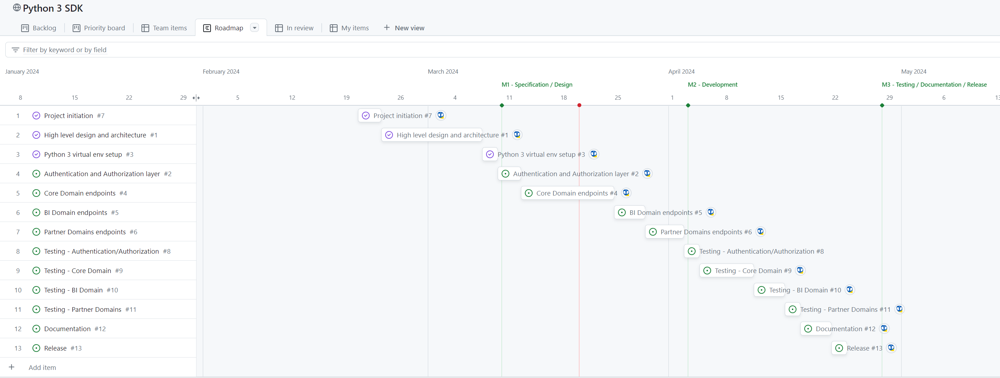 Python 3 SDK
Backlog Priority board Team items Roadmap In review My items New view
Filter by keyword or by field
January 2024 February 2024 March 2024 April 2024 May 2024
M1 - Specification / Design M2 - Development M3 - Testing / Documentation / Release
8 15 22 29 5 12 19 26 4 11 18 25 1 8 15 22 29 6 13
1 Project initiation #7 Project initiation #7
2 High level design and architecture #1 High level design and architecture #1
3 Python 3 virtual env setup #3 Python 3 virtual env setup #3
4 Authentication and Authorization layer #2 Authentication and Authorization layer #2
5 Core Domain endpoints #4 Core Domain endpoints #4
6 BI Domain endpoints #5 BI Domain endpoints #5
7 Partner Domains endpoints #6 Partner Domains endpoints #6
8 Testing - Authentication/Authorization #8 Testing - Authentication/Authorization #8
9 Testing - Core Domain #9 Testing - Core Domain #9
10 Testing - BI Domain #10 Testing - BI Domain #10
11 Testing - Partner Domains #11 Testing - Partner Domains #11
12 Documentation #12 Documentation #12
13 Release #13 Release #13
Add item